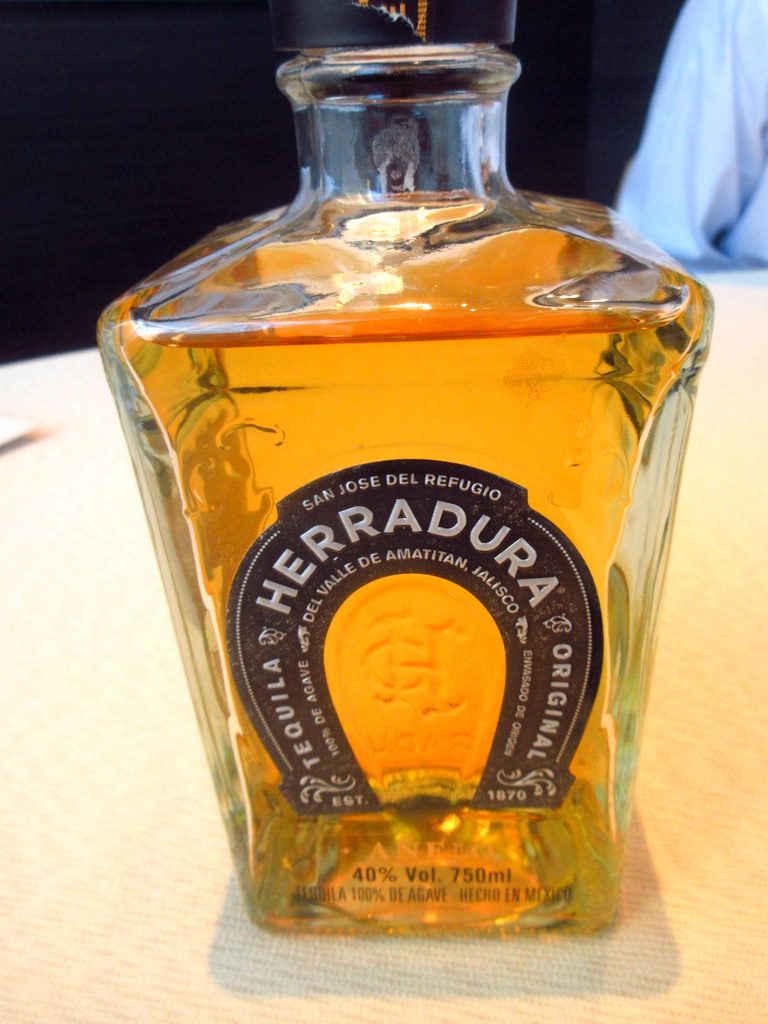 SAN JOSE DEL REFUGIO
HERRADURA
DEL VALLE DE AMATITAN, JALISCO
TEQUILA
100% DE AGAVE
ENVASADO DE ORIGEN
ORIGINAL
EST. 1870
AÑEJO
40% Vol. 750ml
TEQUILA 100% DE AGAVE HECHO EN MEXICO